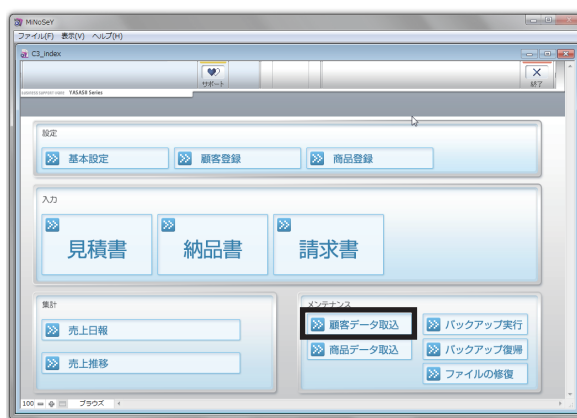 MiNoSeY
ファイル(F) 表示(V) ヘルプ(H)
C3_index
サポート
終了
BUSINESS SUPPORT SERIES YASASII Series
設定
基本設定 顧客登録 商品登録
入力
見積書 納品書 請求書
集計
メンテナンス
売上日報
顧客データ取込 バックアップ実行
売上推移
商品データ取込 バックアップ復帰
ファイルの修復
100 ブラウズ